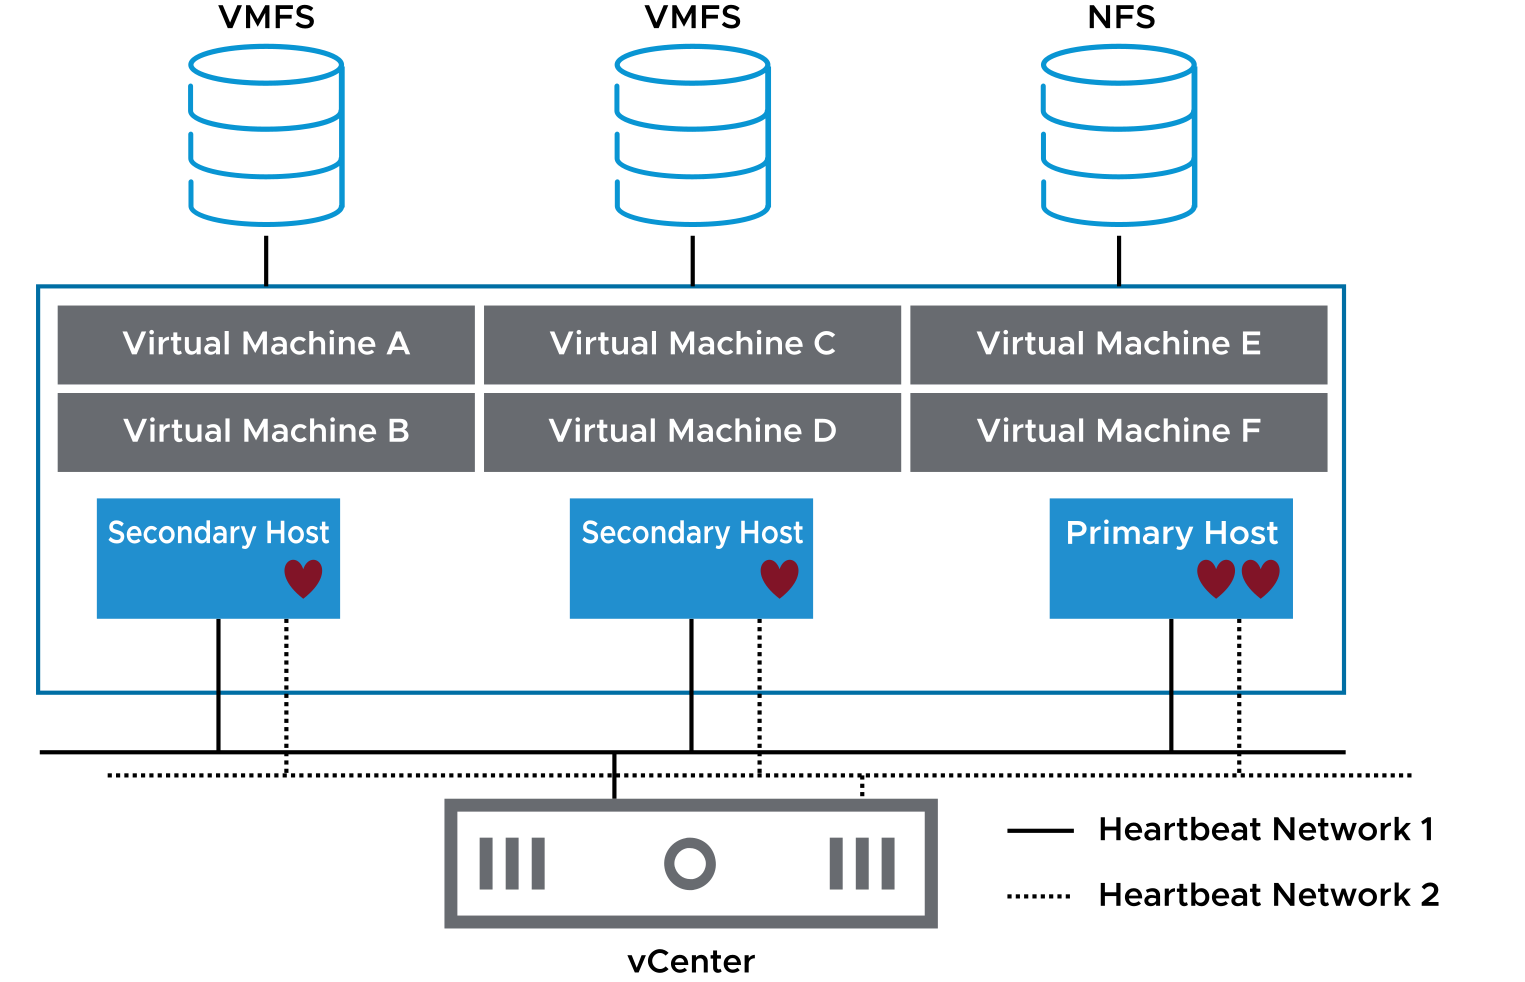 VMFS
VMFS
NFS
Virtual Machine A
Virtual Machine C
Virtual Machine E
Virtual Machine B
Virtual Machine D
Virtual Machine F
Secondary Host
Secondary Host
Primary Host
Heartbeat Network 1
Heartbeat Network 2
vCenter